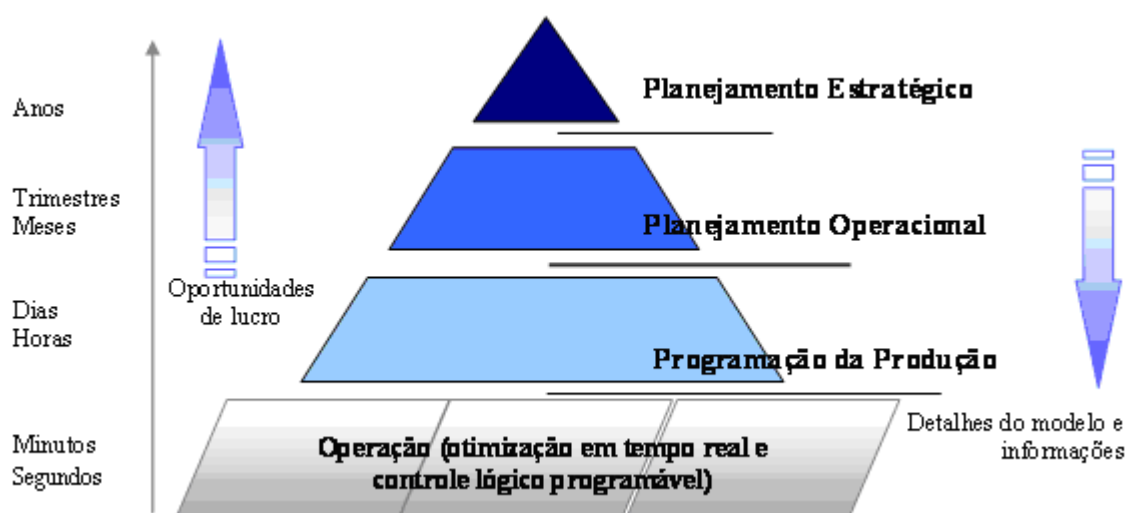 Planejamento Estratégico
Anos
Trimestres
Meses
Planejamento Operacional
Oportunidades
de lucro
Dias
Horas
Programação da Produção
Detalhes do modelo e
informações
Minutos
Segundos
Operação (otimização em tempo real e
controle lógico programável)